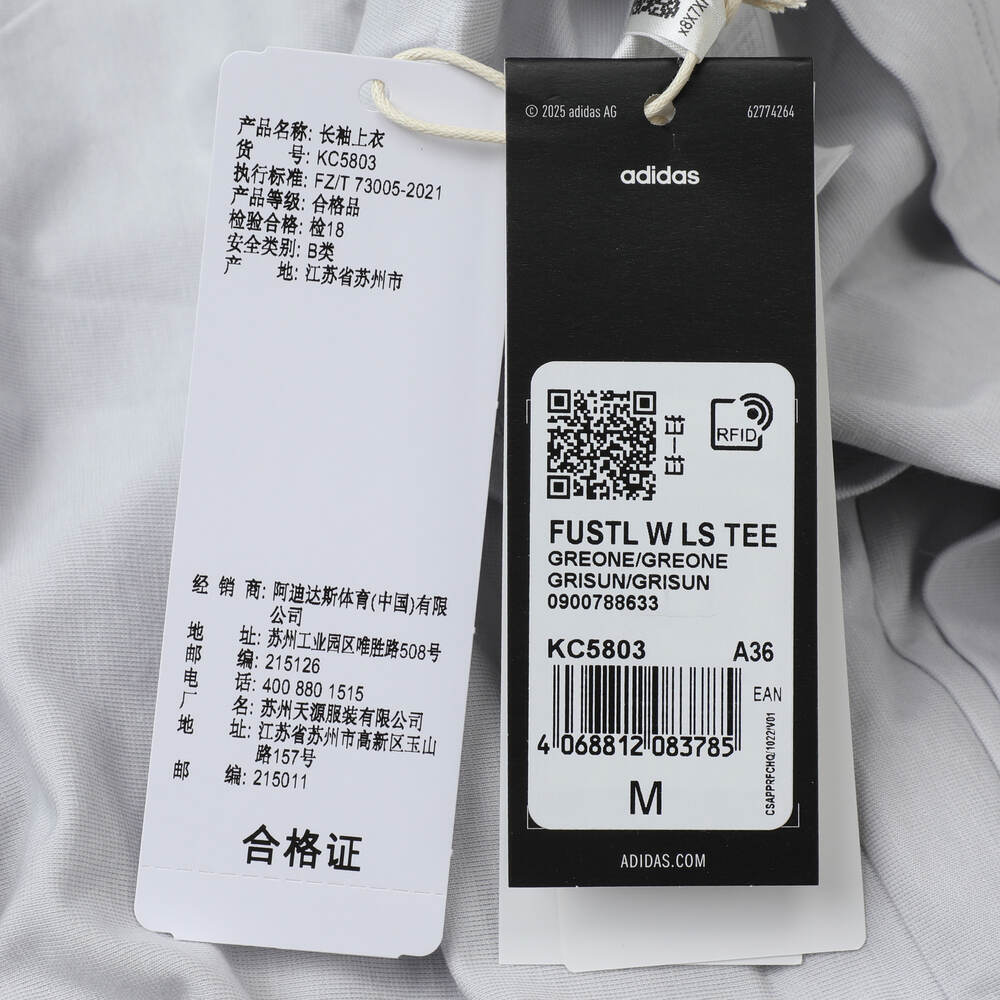 产品名称: 长袖上衣
货 号: KC5803
执行标准: FZ/T 73005-2021
产品等级: 合格品
检验合格: 检18
安全类别: B类
产 地: 江苏省苏州市
经 销 商: 阿迪达斯体育(中国)有限
公司
地 址: 苏州工业园区唯胜路508号
邮 编: 215126
电 话: 400 880 1515
厂 名: 苏州天源服装有限公司
地 址: 江苏省苏州市高新区玉山
路157号
邮 编: 215011
合格证
© 2025 adidas AG
62774264
adidas
扫一扫
RFID
FUSTL W LS TEE
GREONE/GREONE
GRISUN/GRISUN
0900788633
KC5803 A36
EAN
4 068812 083785
CSAPPRFCHQ/1022/V01
M
ADIDAS.COM